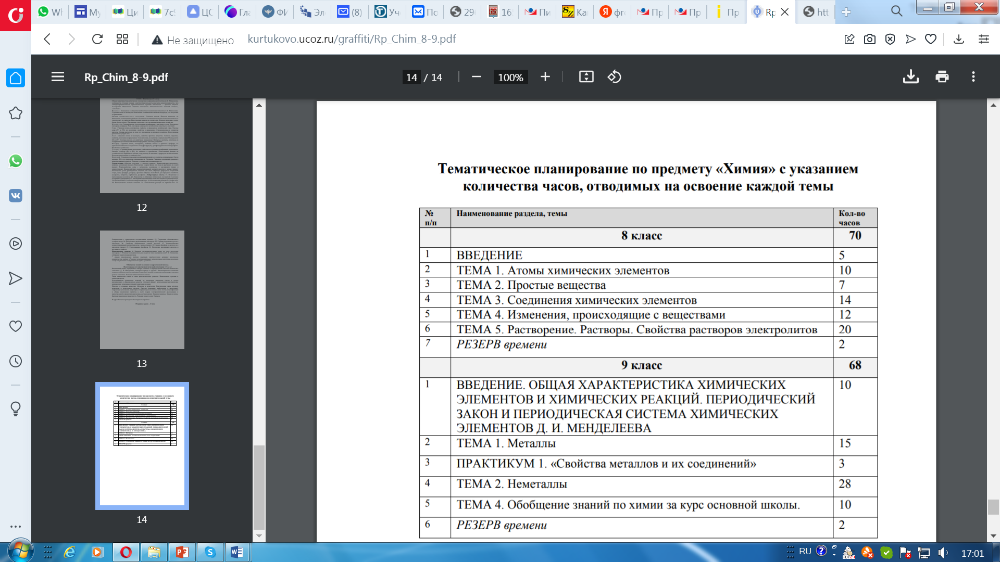 Wh
Му
Ци
7с
ЦС
Гла
ФИ
Эл
(8)
Уч
По
29
16
Пи
Ка
фг
Пр
Пр
Пр
Rp
htt
Не защищено
kurtukovo.ucoz.ru/graffiti/Rp_Chim_8-9.pdf
Rp_Chim_8-9.pdf
14 / 14
100%
12
13
14
Тематическое планирование по предмету «Химия» с указанием
количества часов, отводимых на освоение каждой темы
№ п/п Наименование раздела, темы Кол-во часов
8 класс 70
1 ВВЕДЕНИЕ 5
2 ТЕМА 1. Атомы химических элементов 10
3 ТЕМА 2. Простые вещества 7
4 ТЕМА 3. Соединения химических элементов 14
5 ТЕМА 4. Изменения, происходящие с веществами 12
6 ТЕМА 5. Растворение. Растворы. Свойства растворов электролитов 20
7 РЕЗЕРВ времени 2
9 класс 68
1 ВВЕДЕНИЕ. ОБЩАЯ ХАРАКТЕРИСТИКА ХИМИЧЕСКИХ 10
ЭЛЕМЕНТОВ И ХИМИЧЕСКИХ РЕАКЦИЙ. ПЕРИОДИЧЕСКИЙ
ЗАКОН И ПЕРИОДИЧЕСКАЯ СИСТЕМА ХИМИЧЕСКИХ
ЭЛЕМЕНТОВ Д. И. МЕНДЕЛЕЕВА
2 ТЕМА 1. Металлы 15
3 ПРАКТИКУМ 1. «Свойства металлов и их соединений» 3
4 ТЕМА 2. Неметаллы 28
5 ТЕМА 4. Обобщение знаний по химии за курс основной школы. 10
6 РЕЗЕРВ времени 2
RU
17:01